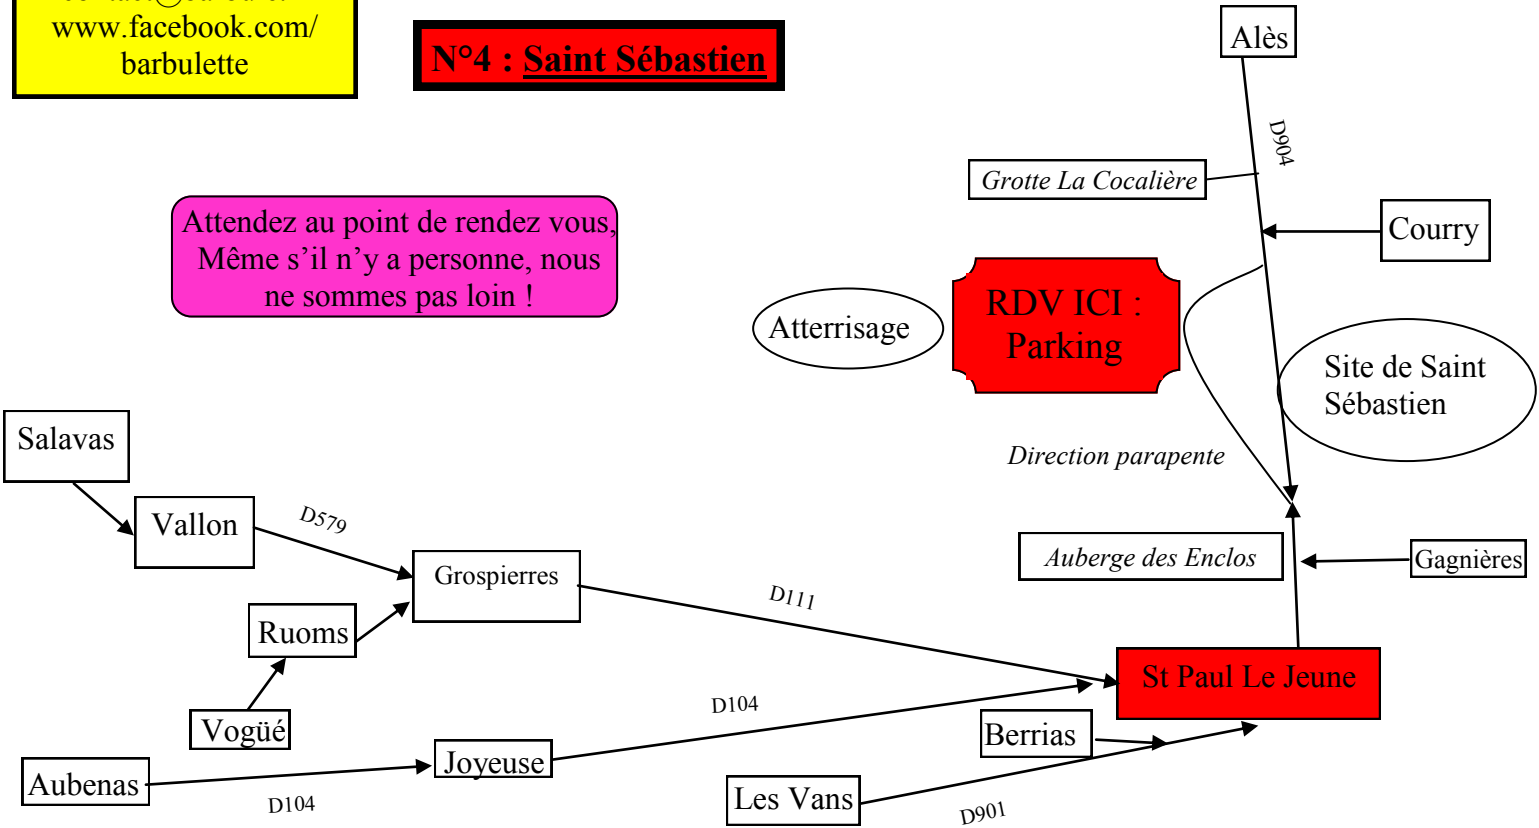 www.facebook.com/
barbulette
N°4 : Saint Sébastien
Alès
D904
Grotte La Cocalière
Courry
Attendez au point de rendez vous,
Même s’il n’y a personne, nous
ne sommes pas loin !
Atterrisage
RDV ICI :
Parking
Site de Saint
Sébastien
Direction parapente
Salavas
Vallon
D579
Grospierres
Auberge des Enclos
Gagnières
D111
Ruoms
St Paul Le Jeune
Vogüé
D104
Berrias
Joyeuse
Aubenas
D104
Les Vans
D901